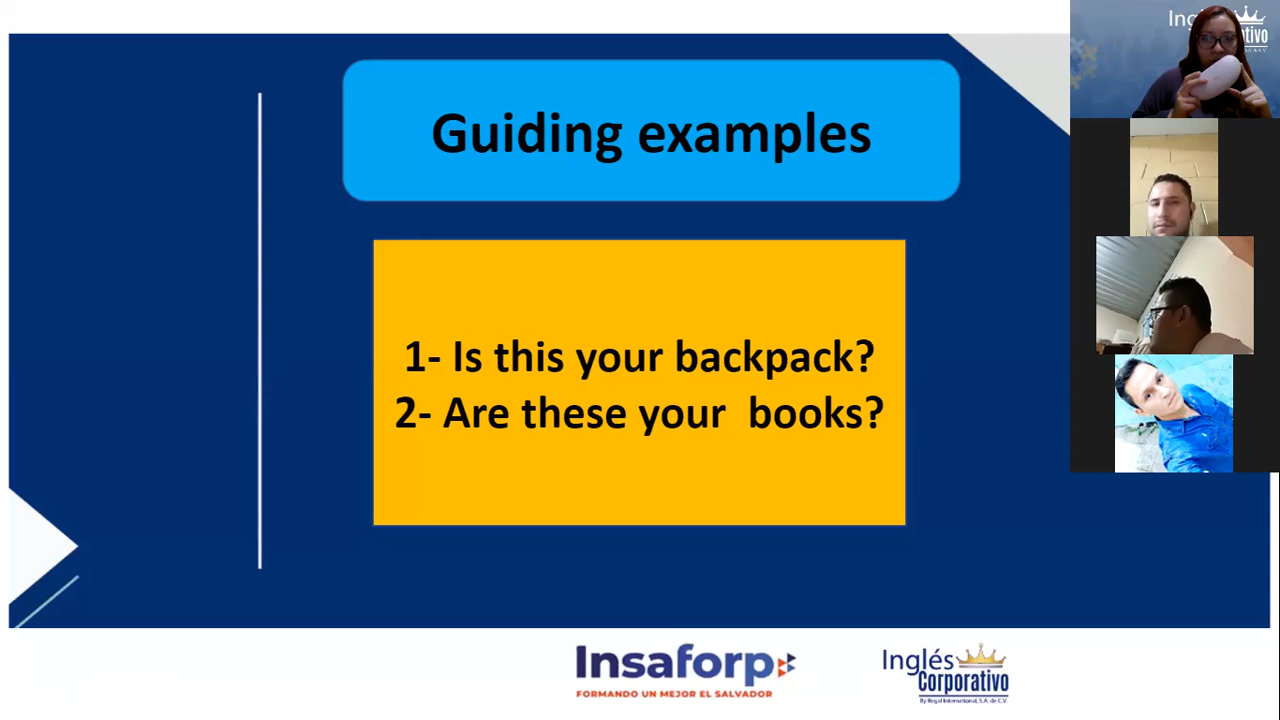 Guiding examples
1- Is this your backpack?
2- Are these your  books?
Insaforp
FORMANDO UN MEJOR EL SALVADOR
Inglés
Corporativo
By Regal International, S.A. de C.V.